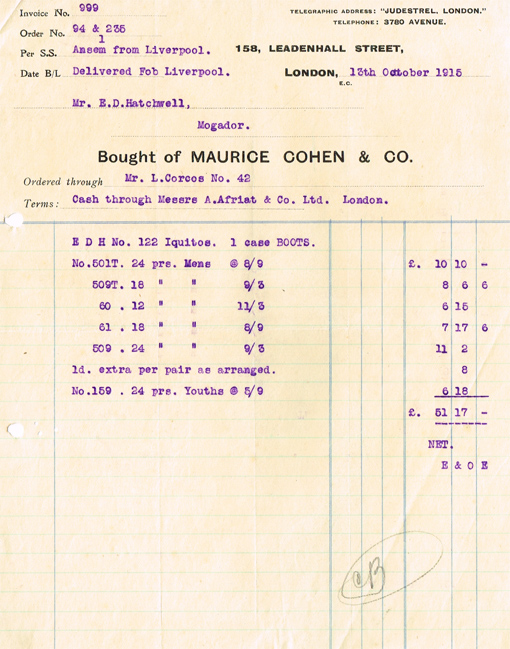 Invoice No. 999
TELEGRAPHIC ADDRESS: "JUDESTREL, LONDON."
TELEPHONE: 3780 AVENUE.
Order No. 94 & 235
1
Per S.S. Ansem from Liverpool.
158, LEADENHALL STREET,
Date B/L Delivered Fob Liverpool.
LONDON, 13th October 1915
E.C.
Mr. E.D.Hatchwell,
Mogador.
Bought of MAURICE COHEN & CO.
Ordered through Mr. L.Corcos No. 42
Terms: Cash through Messrs A.Afriat & Co. Ltd. London.
E D H No. 122 Iquitos. 1 case BOOTS.
No.501T. 24 prs. Mens @ 8/9 £. 10 10 -
509T. 18 " " 9/3 8 6 6
60 . 12 " " 11/3 6 15
61 . 18 " " 8/9 7 17 6
509 . 24 " " 9/3 11 2
1d. extra per pair as arranged. 8
No.159 . 24 prs. Youths @ 5/9 6 18
£. 51 17 -
NET.
E & O E
CB